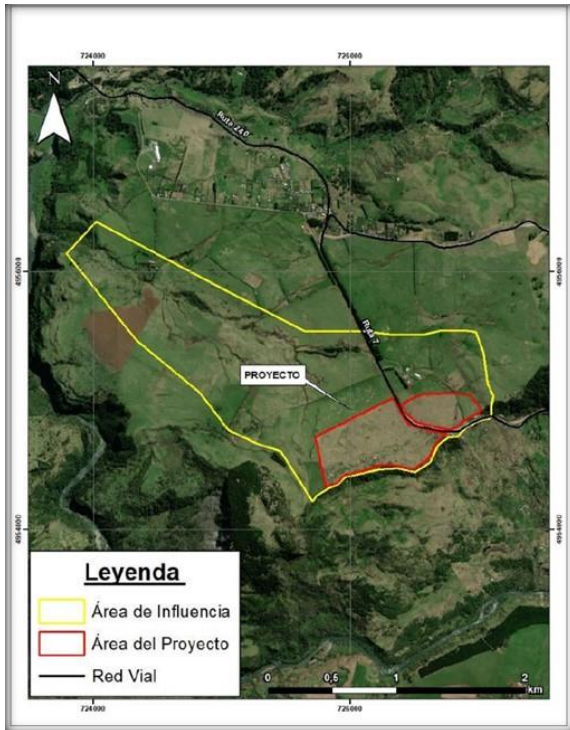 724000
726000
N
Ruta 240
4956000
4956000
Ruta 7
PROYECTO
4954000
4954000
Leyenda
Área de Influencia
Área del Proyecto
Red Vial
0 0,5 1 2
km
724000
726000